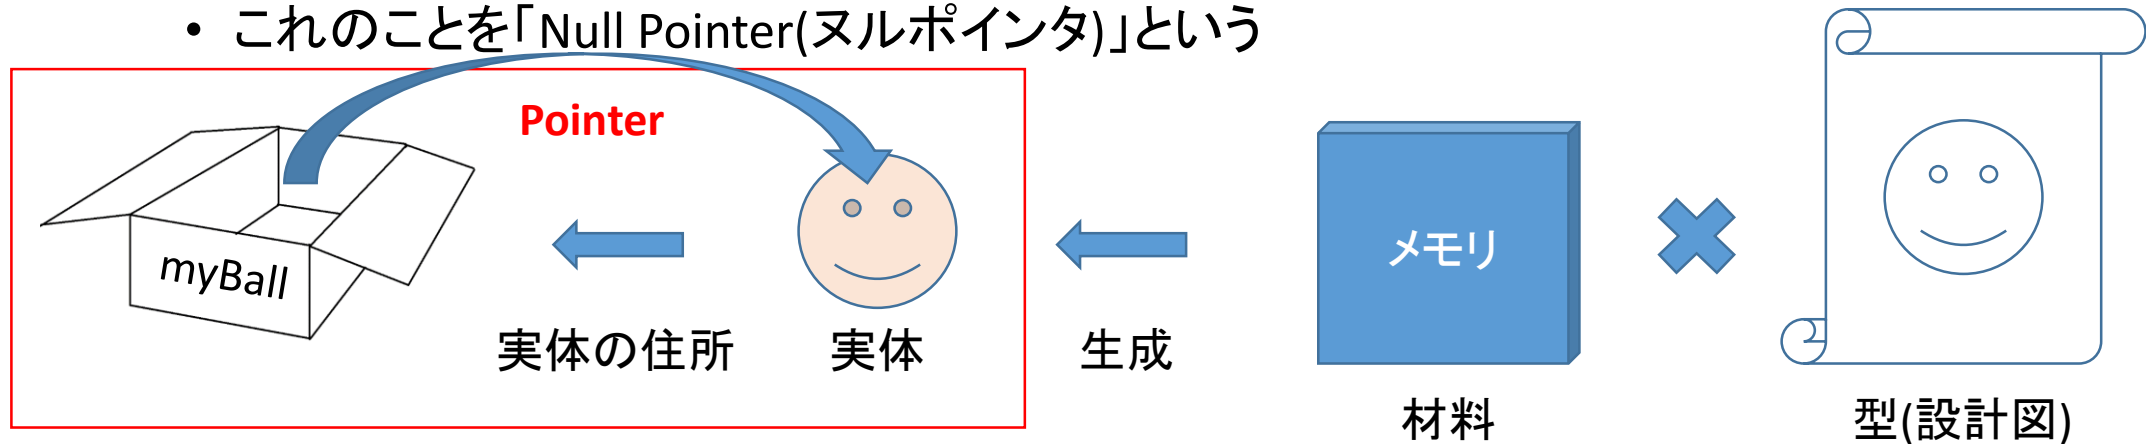 • これのことを「Null Pointer(ヌルポインタ)」という
Pointer
myBall
メモリ
実体の住所
実体
生成
材料
型(設計図)